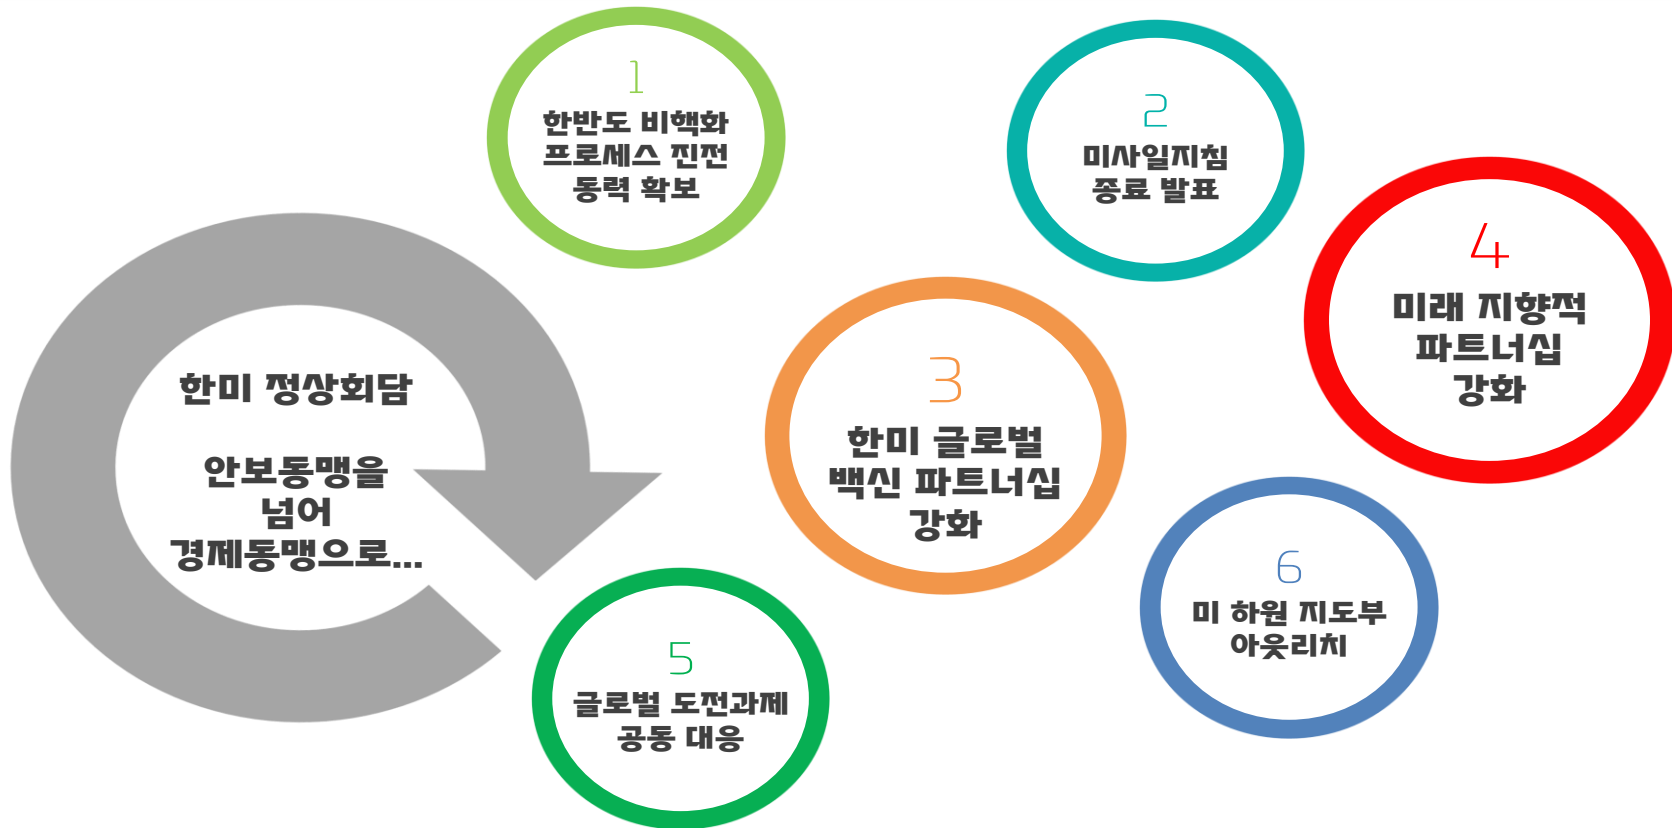 한미 정상회담
안보동맹을
넘어
경제동맹으로...
1
한반도 비핵화
프로세스 진전
동력 확보
2
미사일지침
종료 발표
3
한미 글로벌
백신 파트너십
강화
4
미래 지향적
파트너십
강화
5
글로벌 도전과제
공동 대응
6
미 하원 지도부
아웃리치